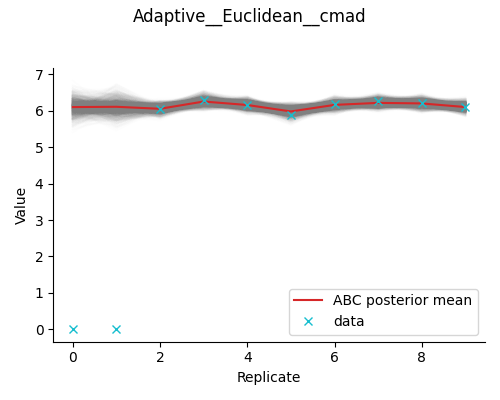 Adaptive__Euclidean__cmad
7
6
5
4
3
2
1
0
Value
0 2 4 6 8
Replicate
ABC posterior mean
data